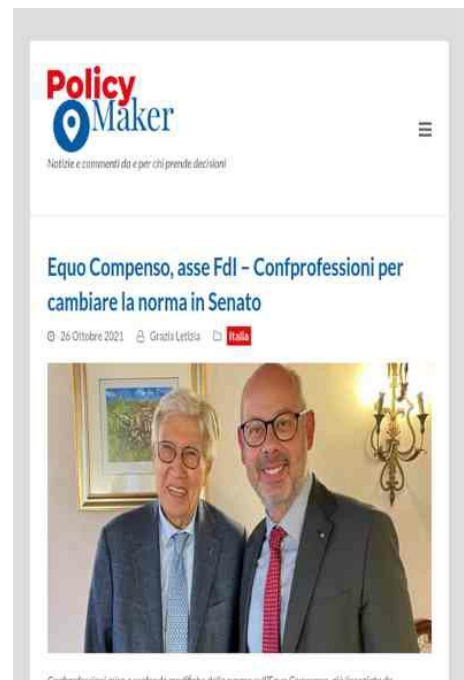 Policy
Maker
Notizie e commenti da e per chi prende decisioni
Equo Compenso, asse FdI – Confprofessioni per
cambiare la norma in Senato
26 Ottobre 2021 Grazia Letizia Italia